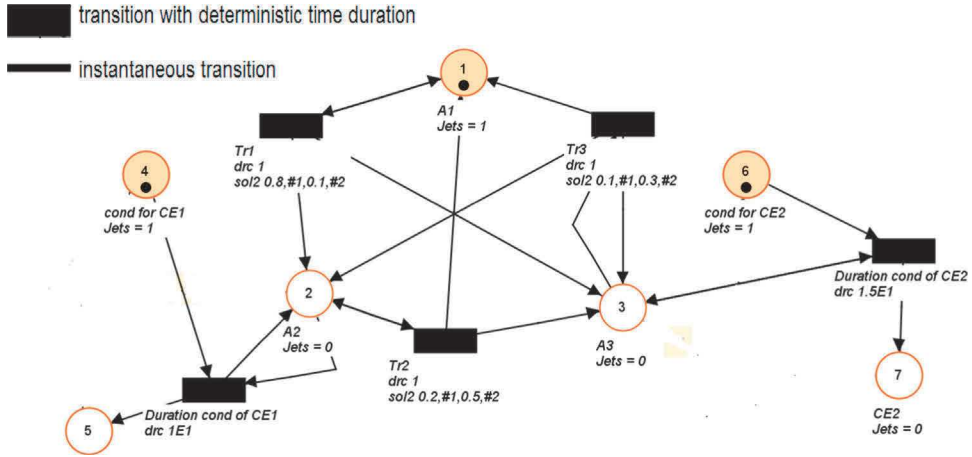 transition with deterministic time duration
instantaneous transition
1
A1
Jets = 1
Tr1
drc 1
sol2 0.8,#1,0.1,#2
Tr3
drc 1
sol2 0.1,#1,0.3,#2
4
cond for CE1
Jets = 1
6
cond for CE2
Jets = 1
2
A2
Jets = 0
3
A3
Jets = 0
Duration cond of CE2
drc 1.5E1
Tr2
drc 1
sol2 0.2,#1,0.5,#2
7
CE2
Jets = 0
Duration cond of CE1
drc 1E1
5